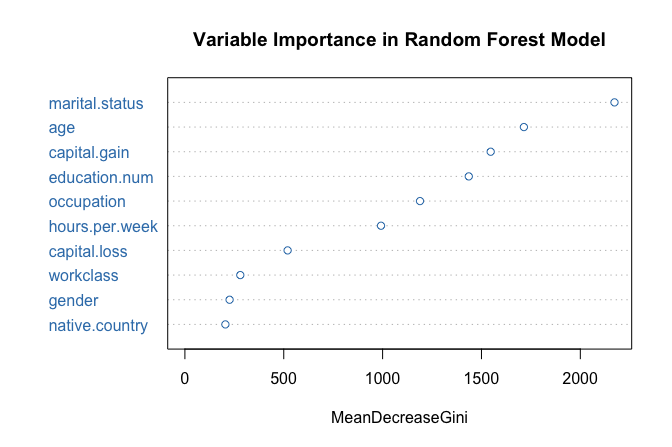 Variable Importance in Random Forest Model
marital.status
age
capital.gain
education.num
occupation
hours.per.week
capital.loss
workclass
gender
native.country
0 500 1000 1500 2000
MeanDecreaseGini